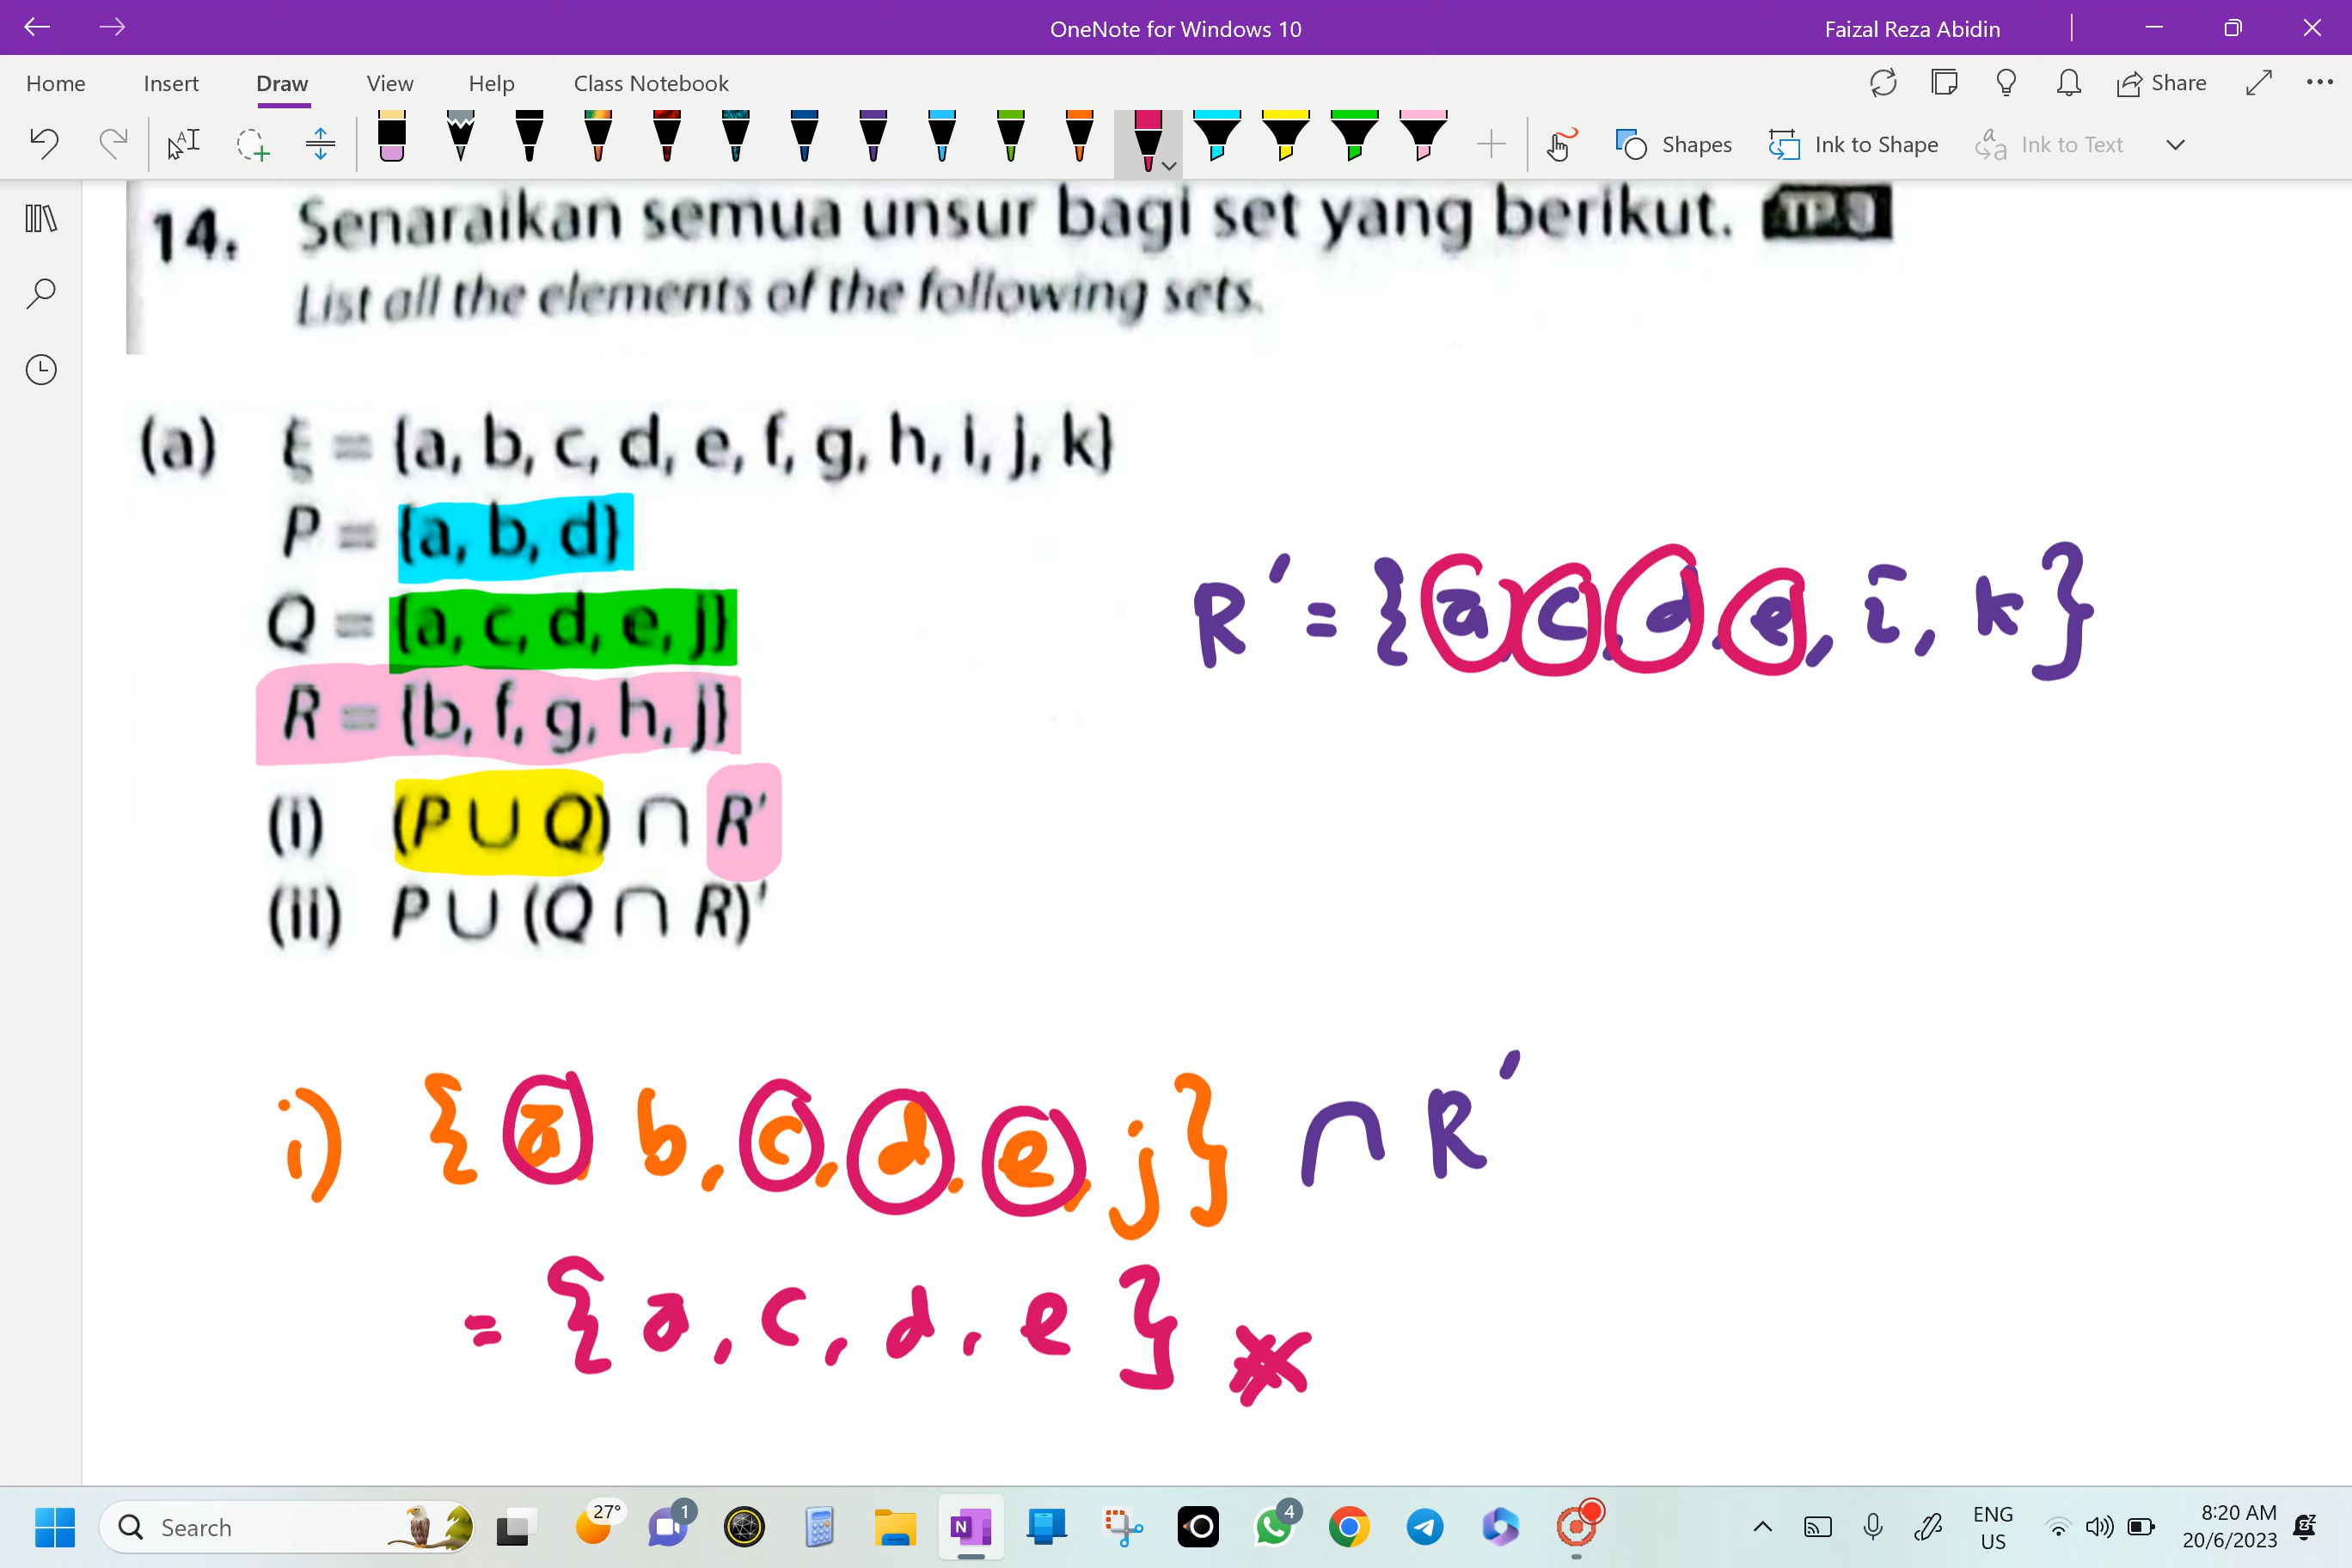 OneNote for Windows 10
Faizal Reza Abidin
Home Insert Draw View Help Class Notebook Share
Shapes Ink to Shape Ink to Text
14. Senaraikan semua unsur bagi set yang berikut.
List all the elements of the following sets.
(a) ξ = {a, b, c, d, e, f, g, h, i, j, k}
P = {a, b, d}
Q = {a, c, d, e, j}
R = {b, f, g, h, j}
(i) (P ∪ Q) ∩ R′
(ii) P ∪ (Q ∩ R)′
R′ = {a, c, d, e, i, k}
i) {a, b, c, d, e, j} ∩ R′
= {a, c, d, e}
Search
27°
1
4
ENG
US
8:20 AM
20/6/2023